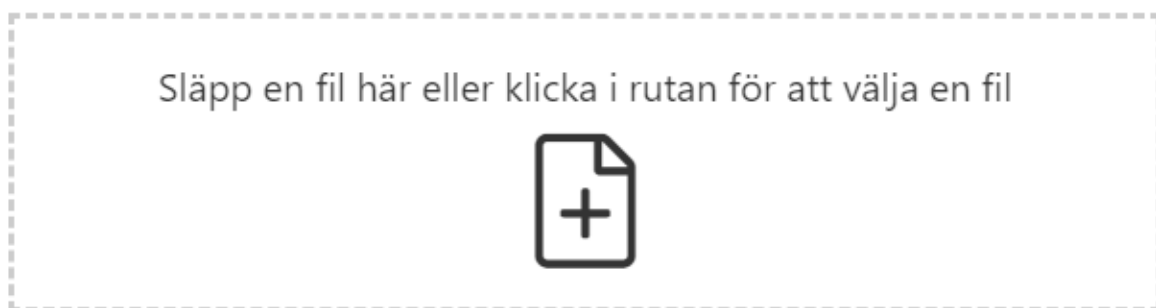 Släpp en fil här eller klicka i rutan för att välja en fil